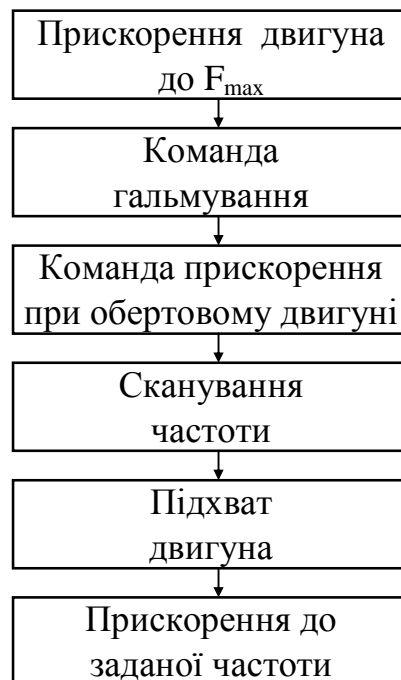 Прискорення двигуна
до Fmax
Команда
гальмування
Команда прискорення
при обертовому двигуні
Сканування
частоти
Підхват
двигуна
Прискорення до
заданої частоти